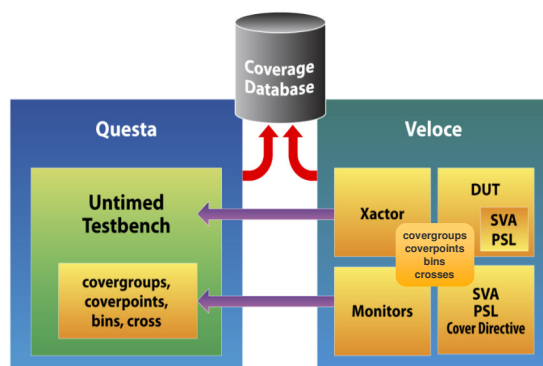 Coverage
Database
Questa
Veloce
Untimed
Testbench
covergroups,
coverpoints,
bins, cross
Xactor
DUT
SVA
PSL
covergroups
coverpoints
bins
crosses
Monitors
SVA
PSL
Cover Directive